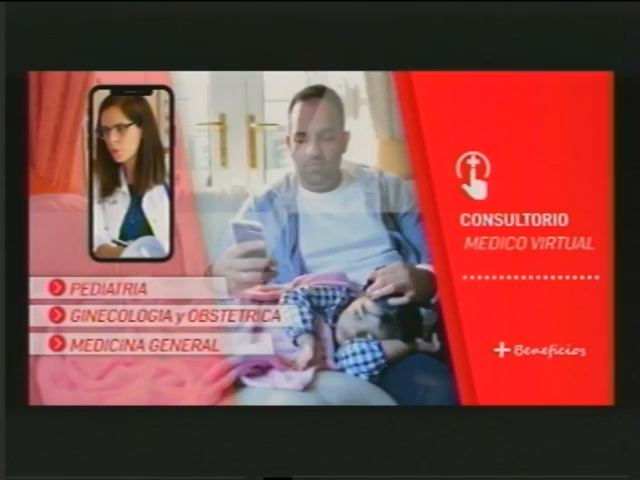 PEDIATRIA
GINECOLOGIA y OBSTETRICA
MEDICINA GENERAL
CONSULTORIO
MEDICO VIRTUAL
+ Beneficios